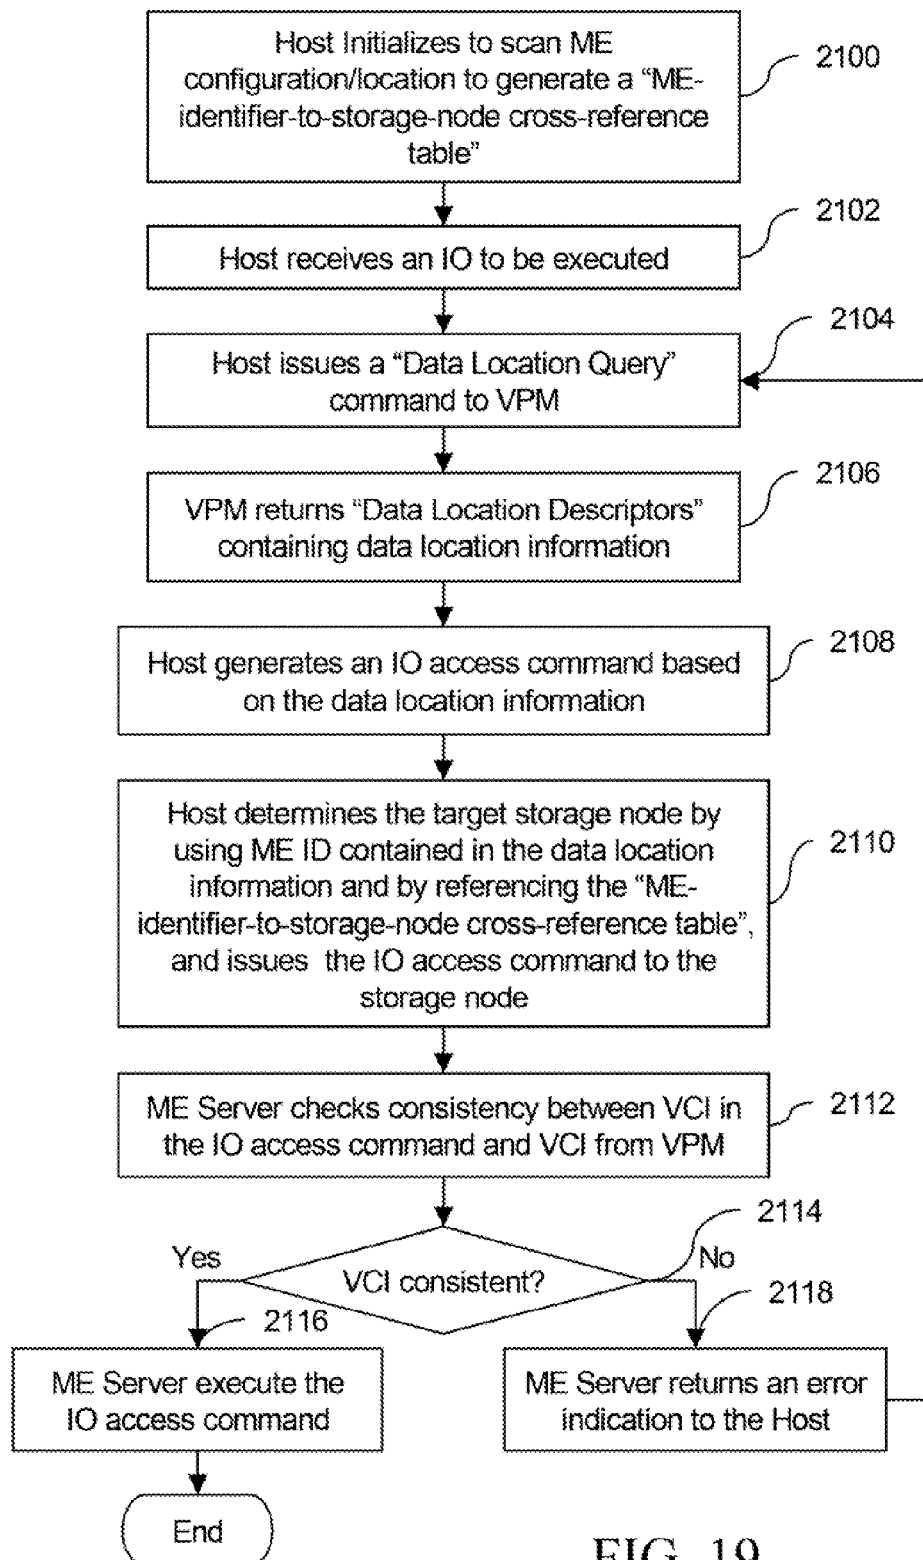 Host Initializes to scan ME
configuration/location to generate a “ME-
identifier-to-storage-node cross-reference
table”
2100
Host receives an IO to be executed
2102
Host issues a “Data Location Query”
command to VPM
2104
VPM returns “Data Location Descriptors”
containing data location information
2106
Host generates an IO access command based
on the data location information
2108
Host determines the target storage node by
using ME ID contained in the data location
information and by referencing the “ME-
identifier-to-storage-node cross-reference table”,
and issues the IO access command to the
storage node
2110
ME Server checks consistency between VCI in
the IO access command and VCI from VPM
2112
VCI consistent?
2114
Yes
No
2116
2118
ME Server execute the
IO access command
ME Server returns an error
indication to the Host
End
FIG. 19